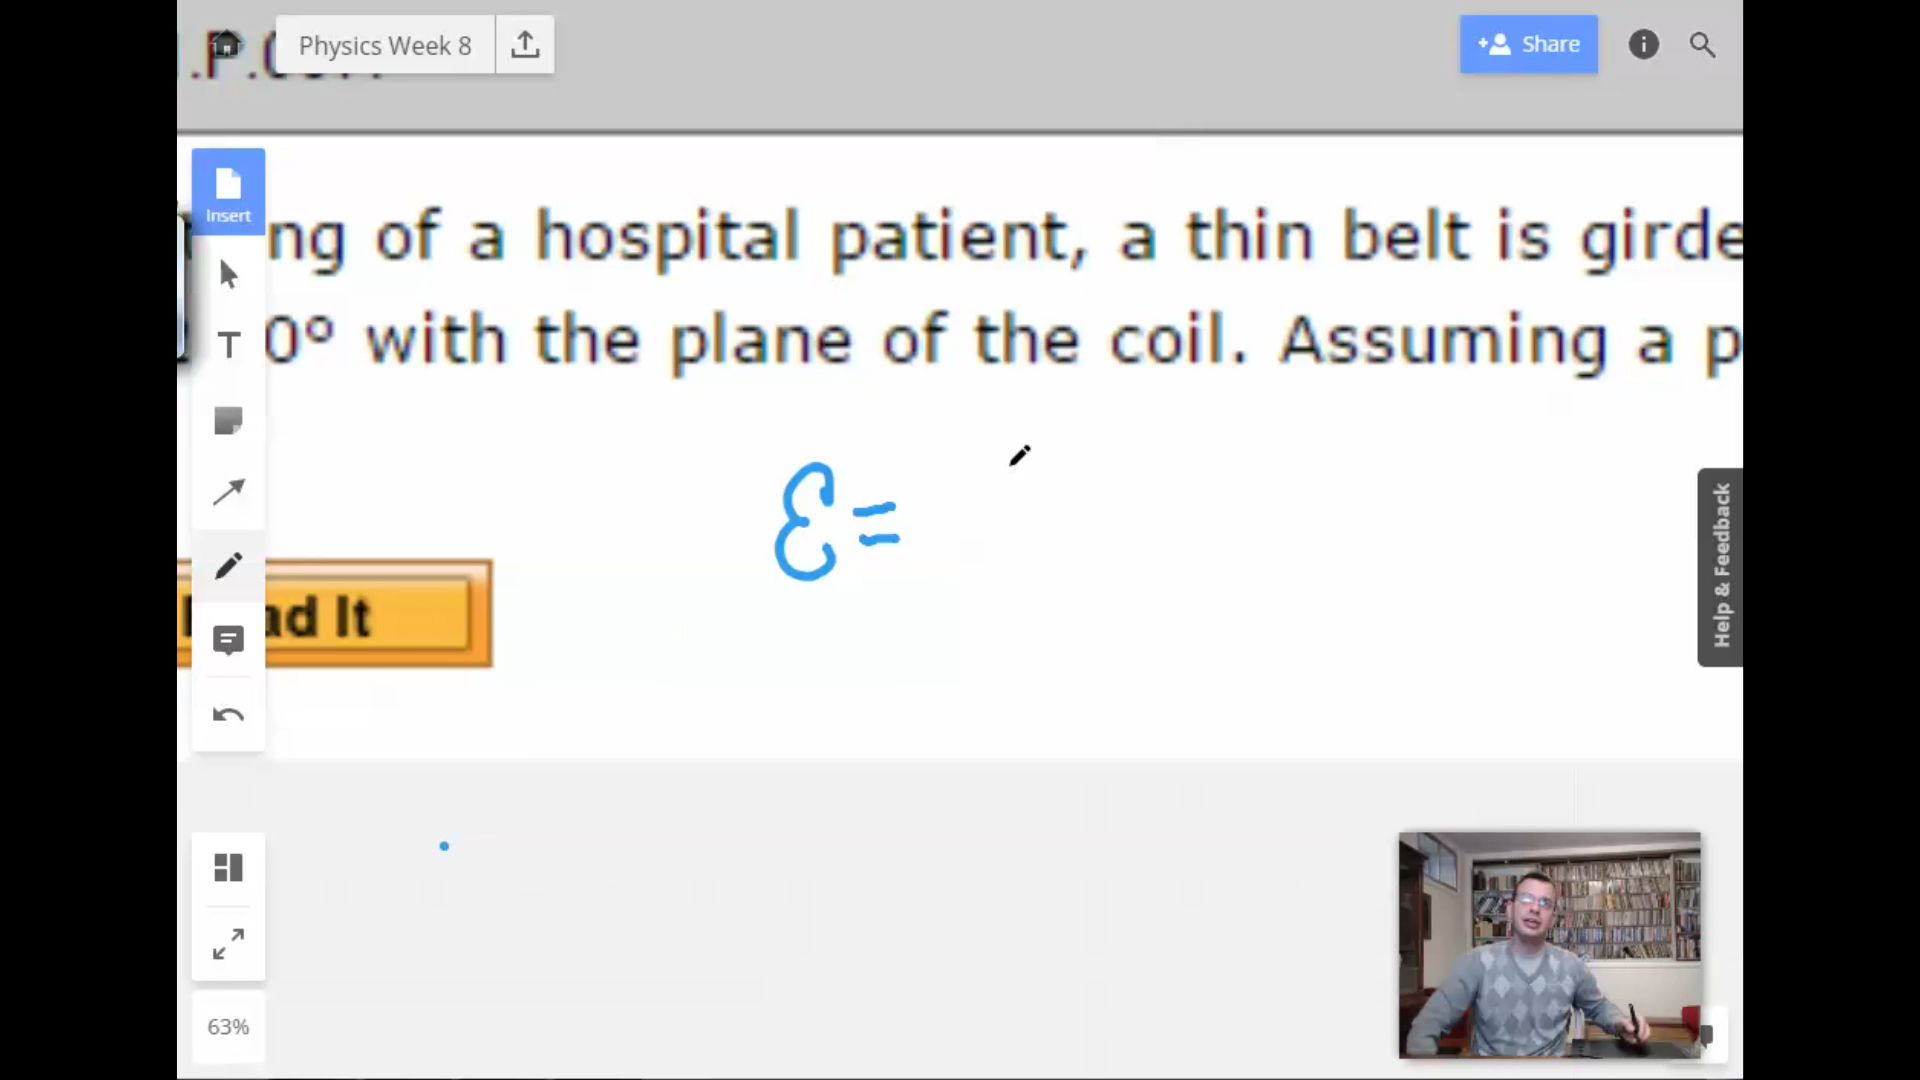 Physics Week 8
Share
Insert
T
ng of a hospital patient, a thin belt is girde
0° with the plane of the coil. Assuming a p
ℰ =
ad It
Help & Feedback
63%